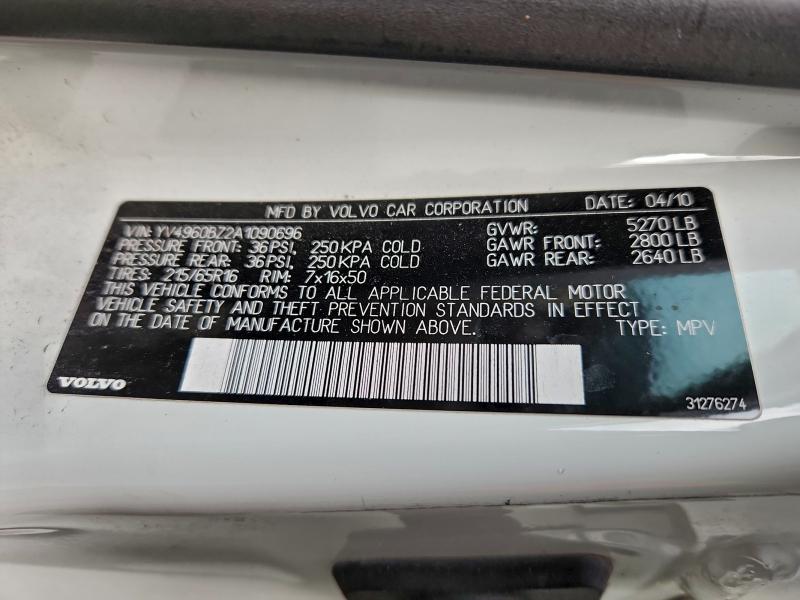 MFD BY VOLVO CAR CORPORATION DATE: 04/10
VIN: YV4960BZ2A1090696 GVWR: 5270 LB
PRESSURE FRONT: 36 PSI, 250 KPA COLD GAWR FRONT: 2800 LB
PRESSURE REAR: 36 PSI, 250 KPA COLD GAWR REAR: 2640 LB
TIRES: 215/65R16 RIM: 7x16x50
THIS VEHICLE CONFORMS TO ALL APPLICABLE FEDERAL MOTOR
VEHICLE SAFETY AND THEFT PREVENTION STANDARDS IN EFFECT
ON THE DATE OF MANUFACTURE SHOWN ABOVE. TYPE: MPV
VOLVO 31276274